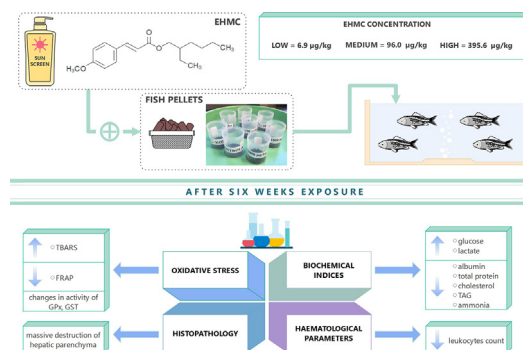 EHMC
SUN
SCREEN
O
O
CH₃
CH₃
H₃CO
EHMC CONCENTRATION
LOW = 6.9 µg/kg MEDIUM = 96.0 µg/kg HIGH = 395.6 µg/kg
FISH PELLETS
AFTER SIX WEEKS EXPOSURE
TBARS
FRAP
changes in activity of
GPx, GST
OXIDATIVE STRESS
BIOCHEMICAL
INDICES
glucose
lactate
albumin
total protein
cholesterol
TAG
ammonia
massive destruction of
hepatic parenchyma
HISTOPATHOLOGY
HAEMATOLOGICAL
PARAMETERS
leukocytes count